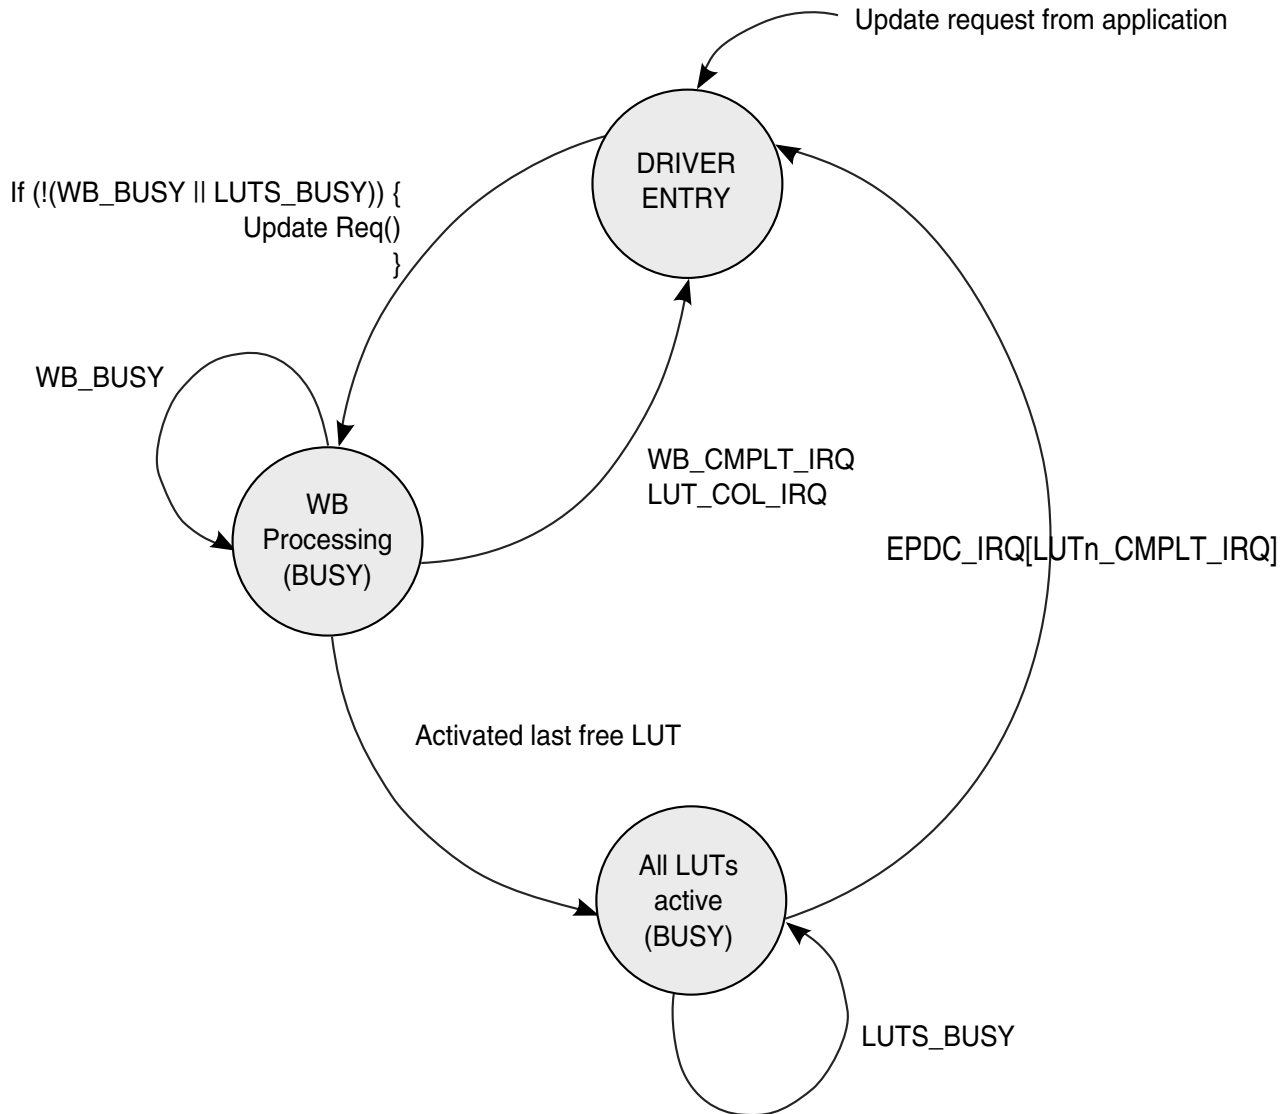 Update request from application
DRIVER
ENTRY
If (!(WB_BUSY || LUTS_BUSY)) {
Update Req()
}
WB_BUSY
WB_CMPLT_IRQ
LUT_COL_IRQ
WB
Processing
(BUSY)
EPDC_IRQ[LUTn_CMPLT_IRQ]
Activated last free LUT
All LUTs
active
(BUSY)
LUTS_BUSY